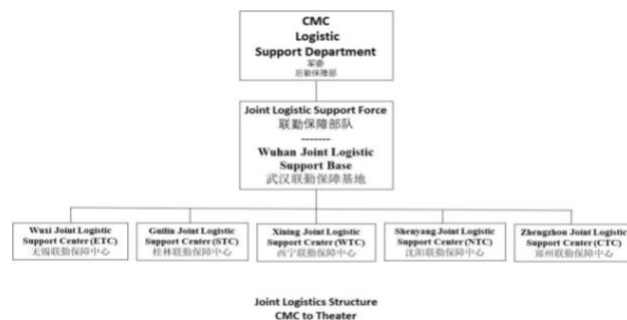 CMC
Logistic
Support Department
军委
后勤保障部
Joint Logistic Support Force
联勤保障部队
-------
Wuhan Joint Logistic
Support Base
武汉联勤保障基地
Wuxi Joint Logistic
Support Center (ETC)
无锡联勤保障中心
Guilin Joint Logistic
Support Center (STC)
桂林联勤保障中心
Xining Joint Logistic
Support Center (WTC)
西宁联勤保障中心
Shenyang Joint Logistic
Support Center (NTC)
沈阳联勤保障中心
Zhengzhou Joint Logistic
Support Center (CTC)
郑州联勤保障中心
Joint Logistics Structure
CMC to Theater